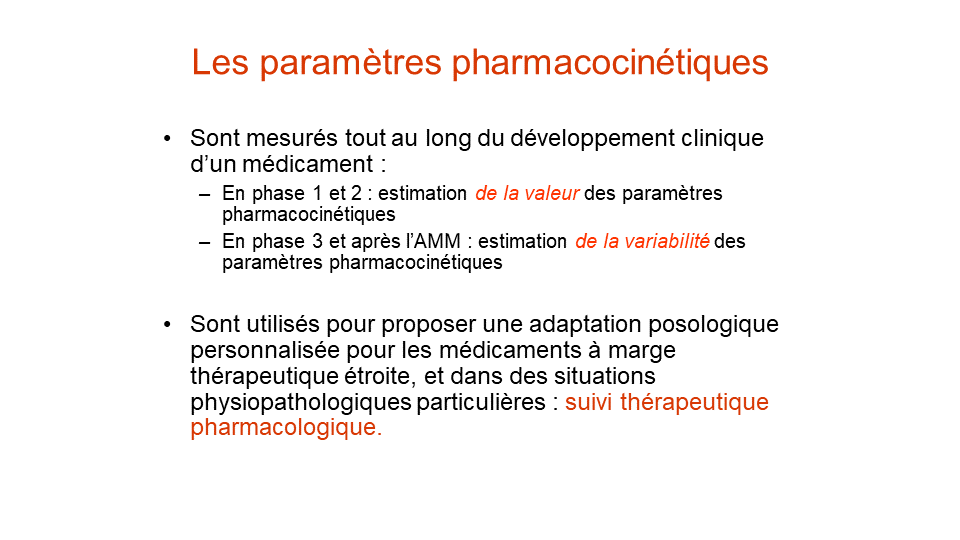 Les paramètres pharmacocinétiques
• Sont mesurés tout au long du développement clinique
d’un médicament :
– En phase 1 et 2 : estimation de la valeur des paramètres
pharmacocinétiques
– En phase 3 et après l’AMM : estimation de la variabilité des
paramètres pharmacocinétiques
• Sont utilisés pour proposer une adaptation posologique
personnalisée pour les médicaments à marge
thérapeutique étroite, et dans des situations
physiopathologiques particulières : suivi thérapeutique
pharmacologique.